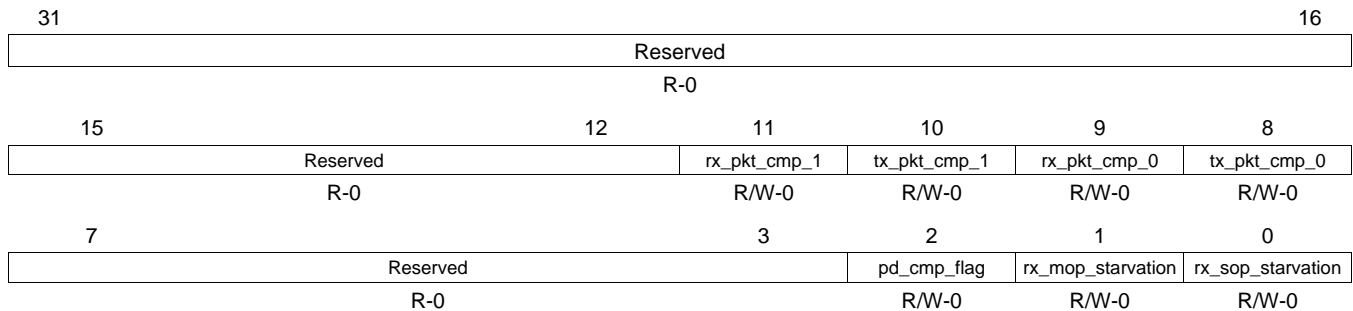 31 16
Reserved
R-0
15 12 11 10 9 8
Reserved rx_pkt_cmp_1 tx_pkt_cmp_1 rx_pkt_cmp_0 tx_pkt_cmp_0
R-0 R/W-0 R/W-0 R/W-0 R/W-0
7 3 2 1 0
Reserved pd_cmp_flag rx_mop_starvation rx_sop_starvation
R-0 R/W-0 R/W-0 R/W-0